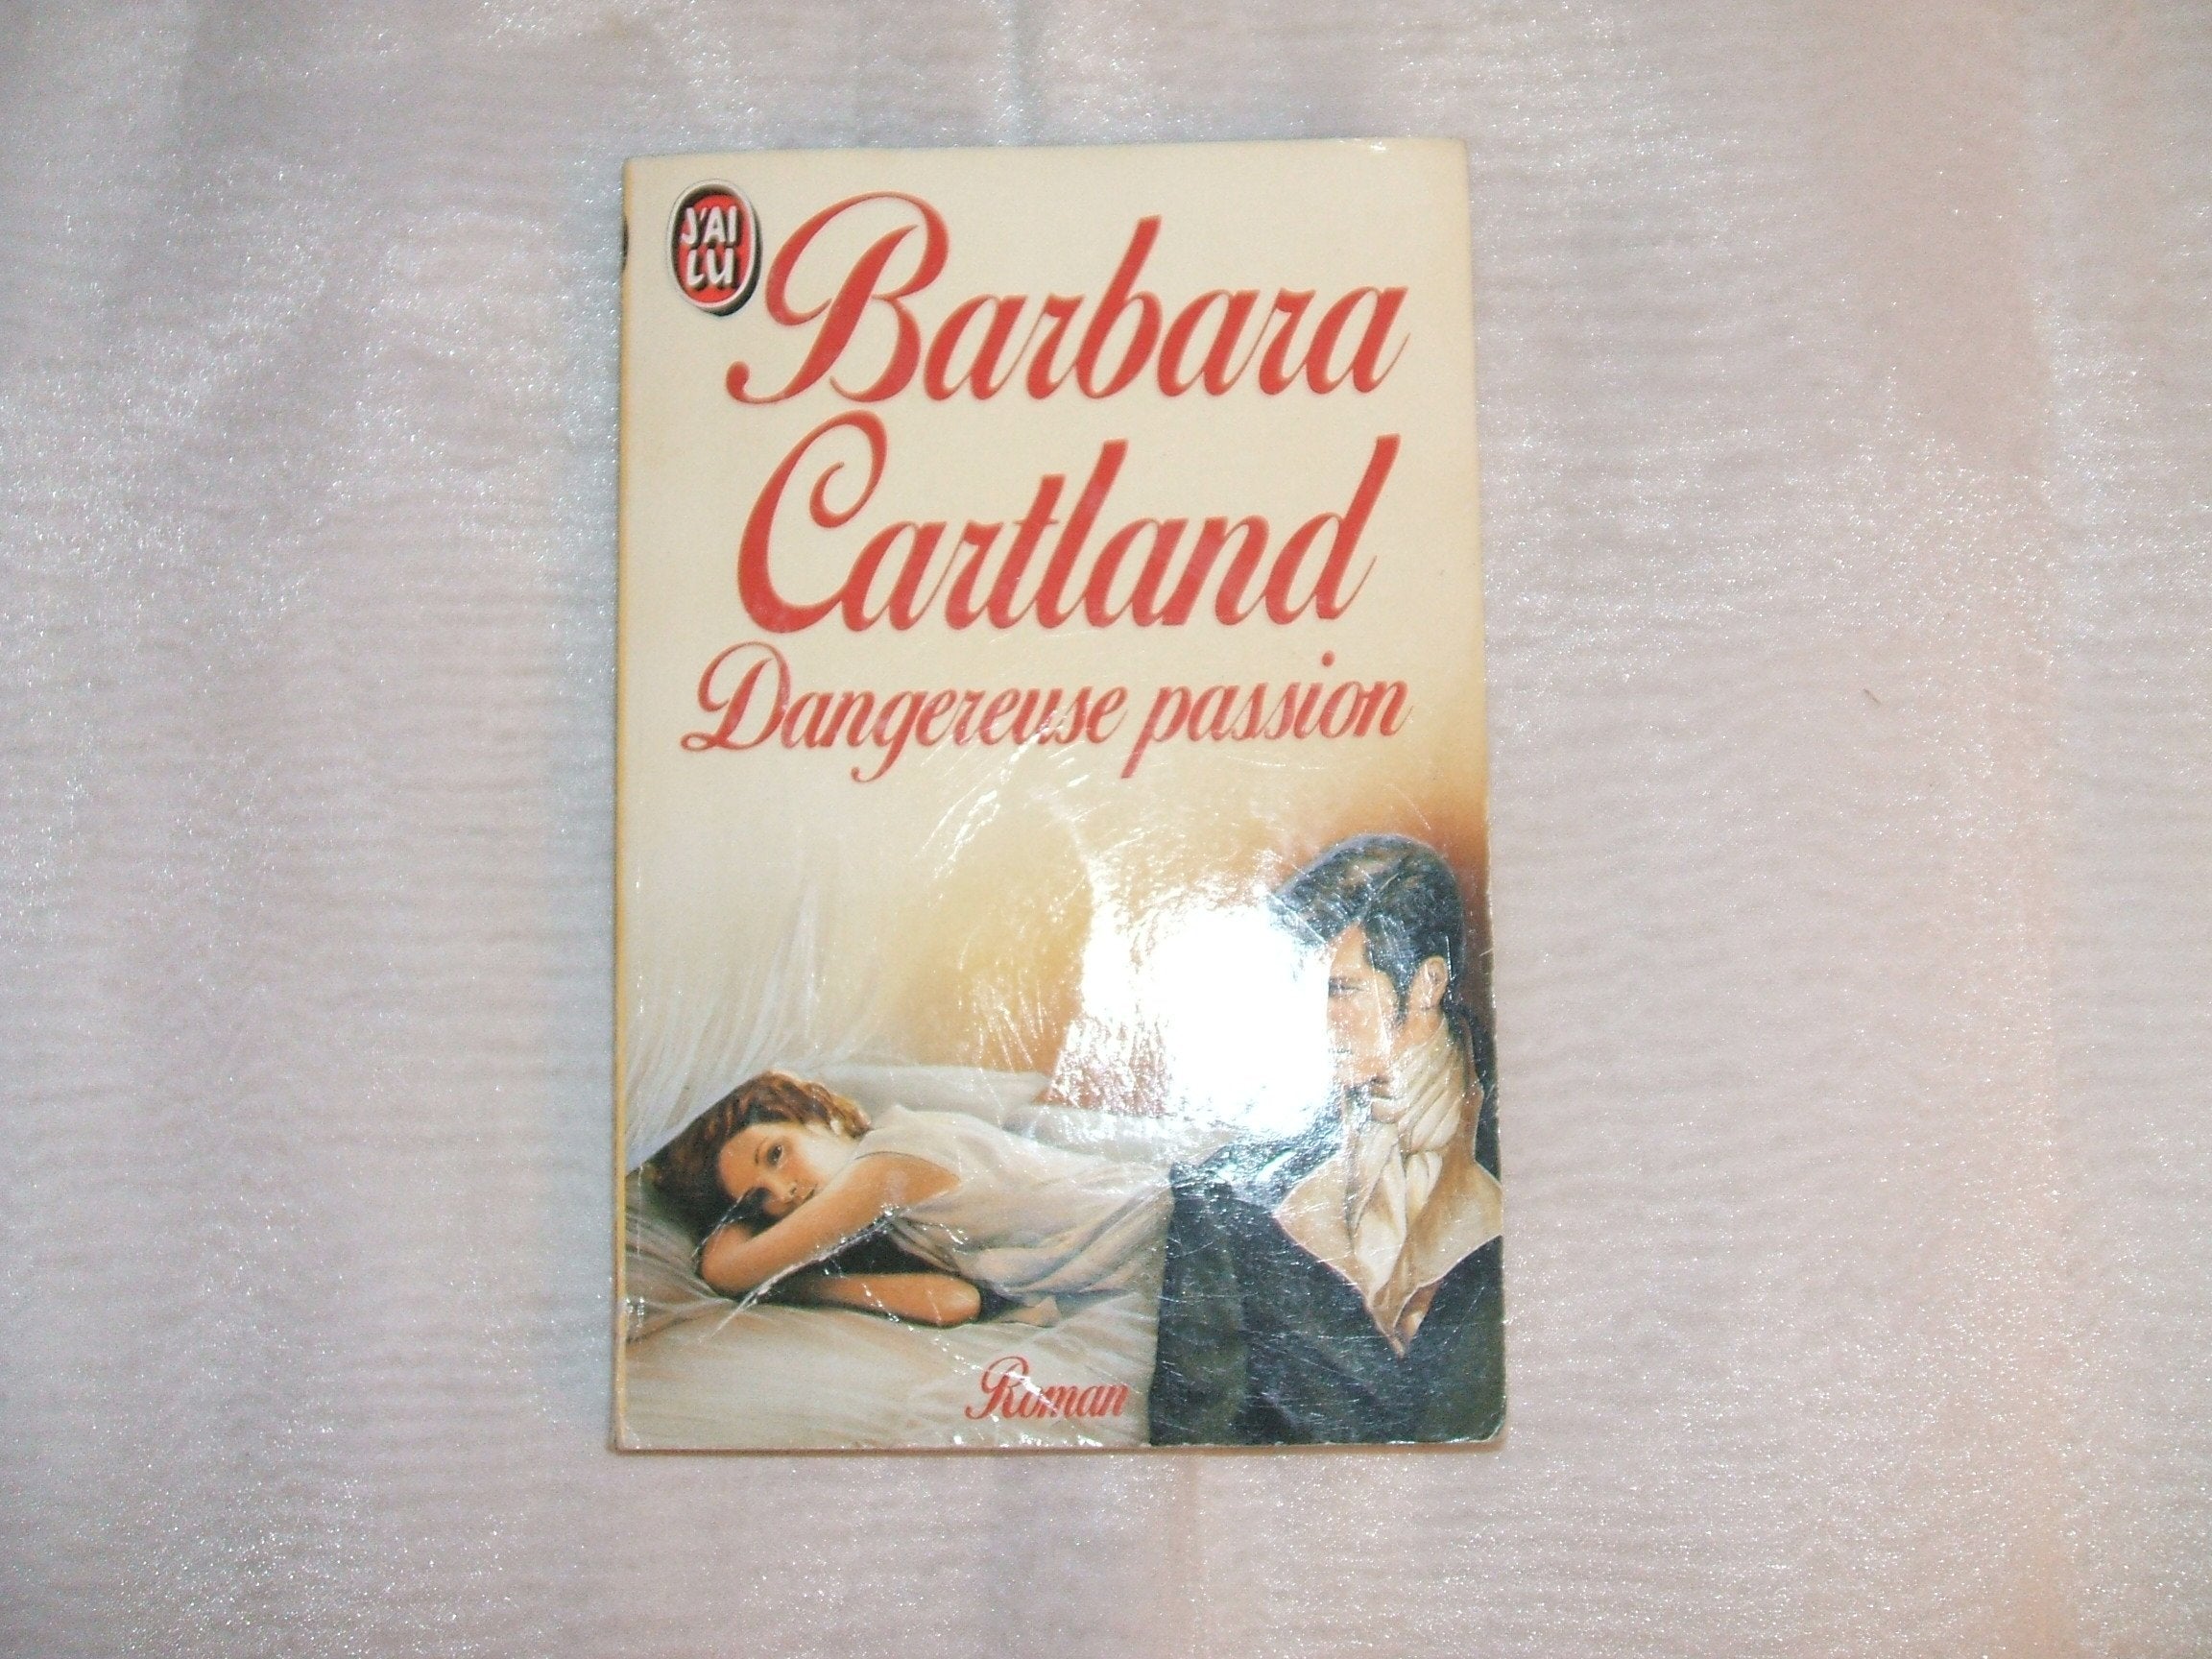 J'AI
LU
Barbara
Cartland
Dangereuse passion
Roman